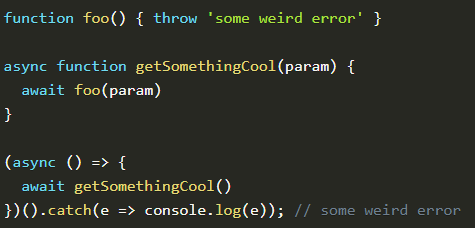 function foo() { throw 'some weird error' }
async function getSomethingCool(param) {
  await foo(param)
}
(async () => {
  await getSomethingCool()
})().catch(e => console.log(e)); // some weird error